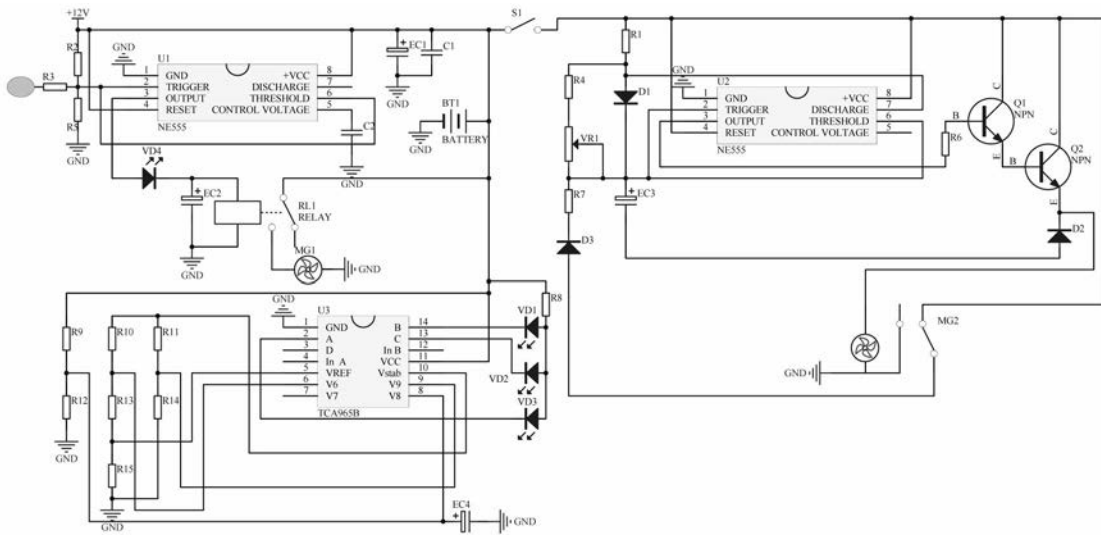 +12V
GND
R2
R3
R5
GND
U1
1 GND
2 TRIGGER
3 OUTPUT
4 RESET
+VCC 8
DISCHARGE 7
THRESHOLD 6
CONTROL VOLTAGE 5
NE555
EC1
C1
GND
C2
GND
BT1
BATTERY
GND
VD4
EC2
GND
RL1
RELAY
MG1
GND
S1
R1
R4
D1
VR1
R7
D3
EC3
GND
U2
1 GND
2 TRIGGER
3 OUTPUT
4 RESET
+VCC 8
DISCHARGE 7
THRESHOLD 6
CONTROL VOLTAGE 5
NE555
R6
B
C
E
Q1
NPN
B
C
E
Q2
NPN
D2
MG2
GND
R9
R12
GND
R10
R13
R15
GND
R11
R14
GND
U3
1 GND
2 A
3 D
4 In A
5 VREF
6 V6
7 V7
B 14
C 13
In B 12
VCC 11
Vstab 10
V9 9
V8 8
TCA965B
R8
VD1
VD2
VD3
EC4
GND